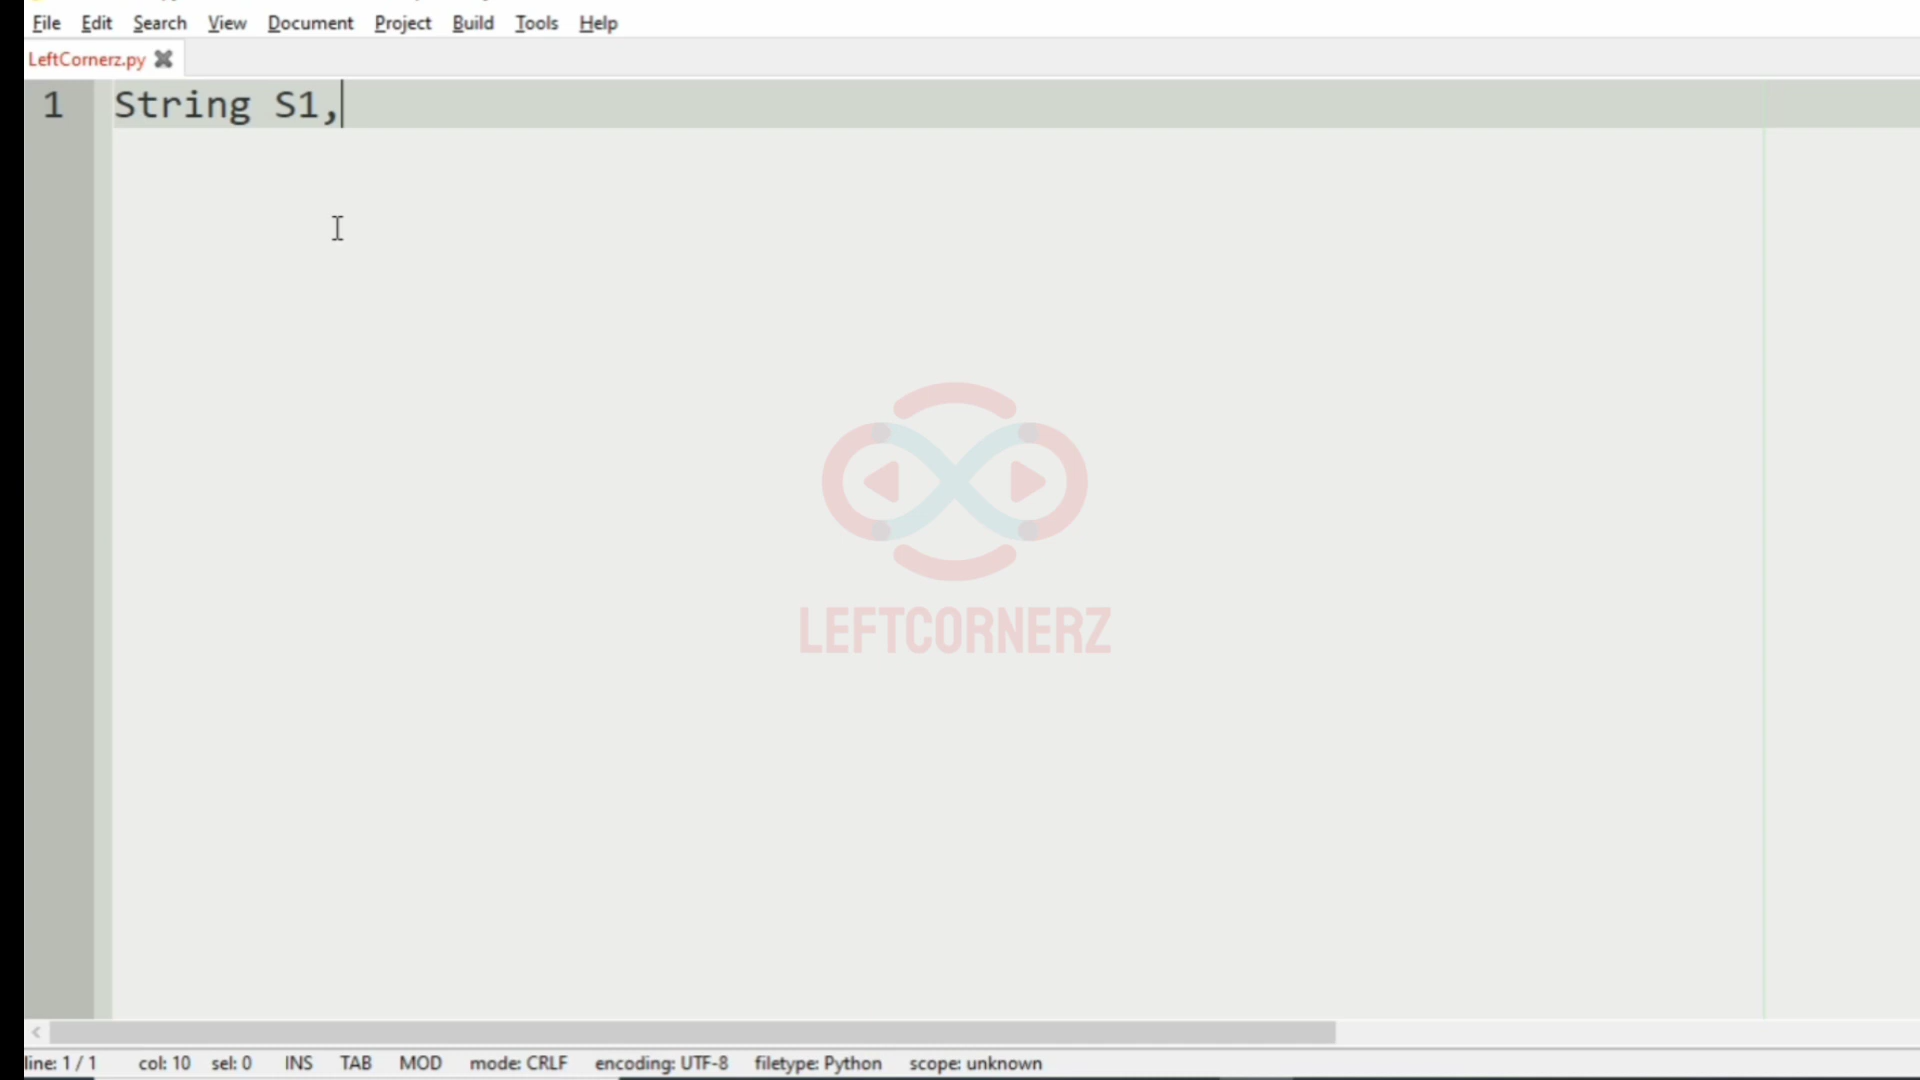 File Edit Search View Document Project Build Tools Help
LeftCornerz.py
1 String S1,
LEFTCORNERZ
line: 1 / 1 col: 10 sel: 0 INS TAB MOD mode: CRLF encoding: UTF-8 filetype: Python scope: unknown